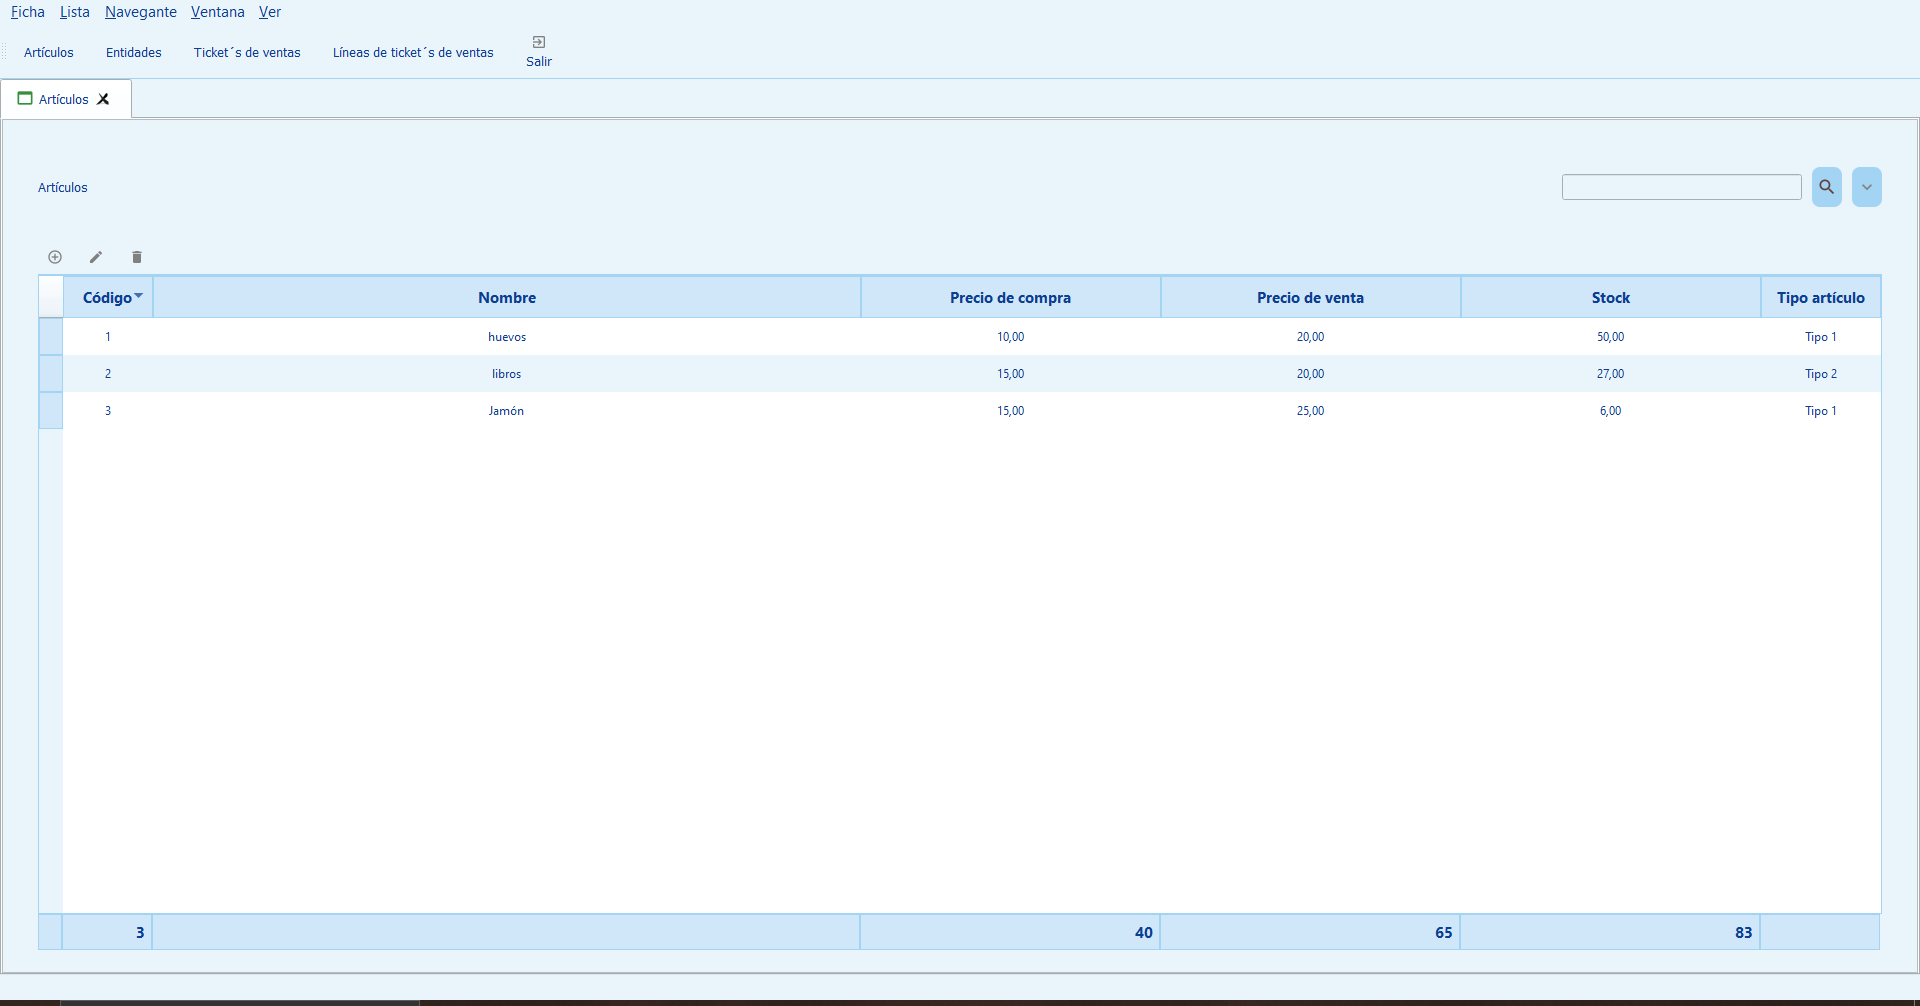 Ficha Lista Navegante Ventana Ver
Artículos Entidades Ticket´s de ventas Líneas de ticket´s de ventas Salir
Artículos
Artículos
Código Nombre Precio de compra Precio de venta Stock Tipo artículo
1 huevos 10,00 20,00 50,00 Tipo 1
2 libros 15,00 20,00 27,00 Tipo 2
3 Jamón 15,00 25,00 6,00 Tipo 1
3 40 65 83